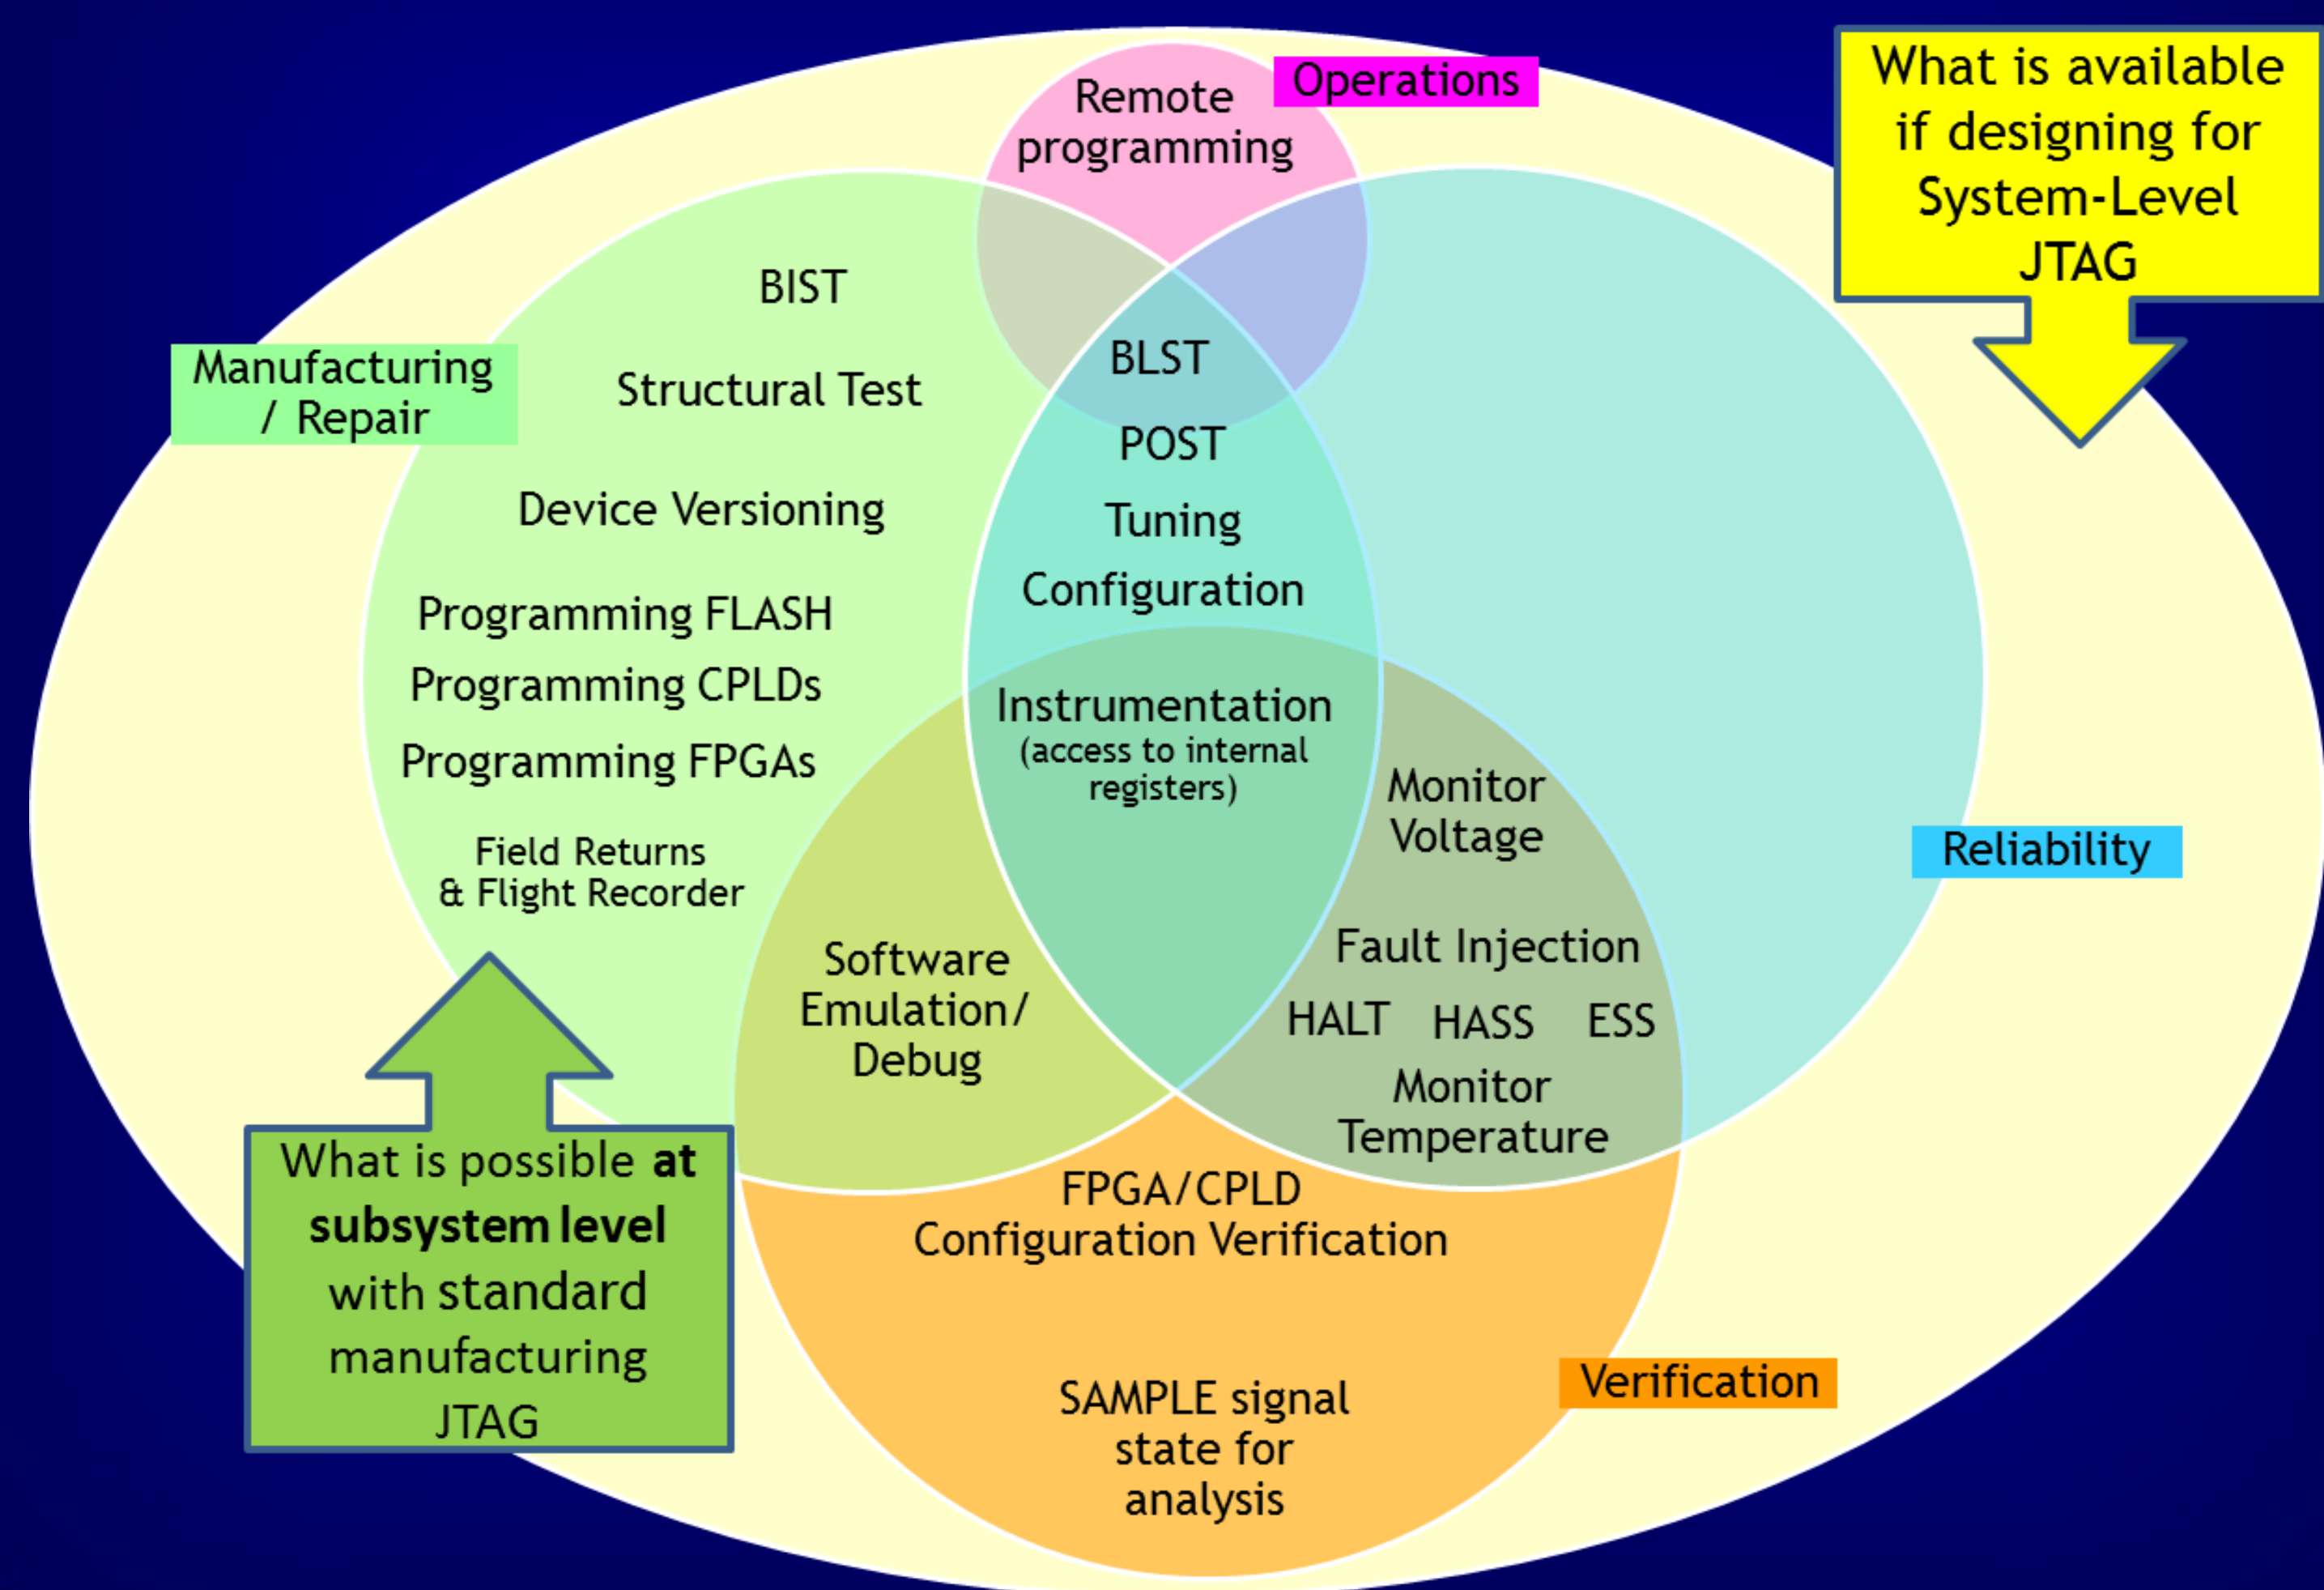 Remote
programming
Operations
What is available
if designing for
System-Level
JTAG
Manufacturing
/ Repair
BIST
Structural Test
Device Versioning
Programming FLASH
Programming CPLDs
Programming FPGAs
Field Returns
& Flight Recorder
BLST
POST
Tuning
Configuration
Instrumentation
(access to internal
registers)
Monitor
Voltage
Fault Injection
HALT HASS ESS
Monitor
Temperature
Reliability
Software
Emulation/
Debug
What is possible at
subsystem level
with standard
manufacturing
JTAG
FPGA/CPLD
Configuration Verification
Verification
SAMPLE signal
state for
analysis